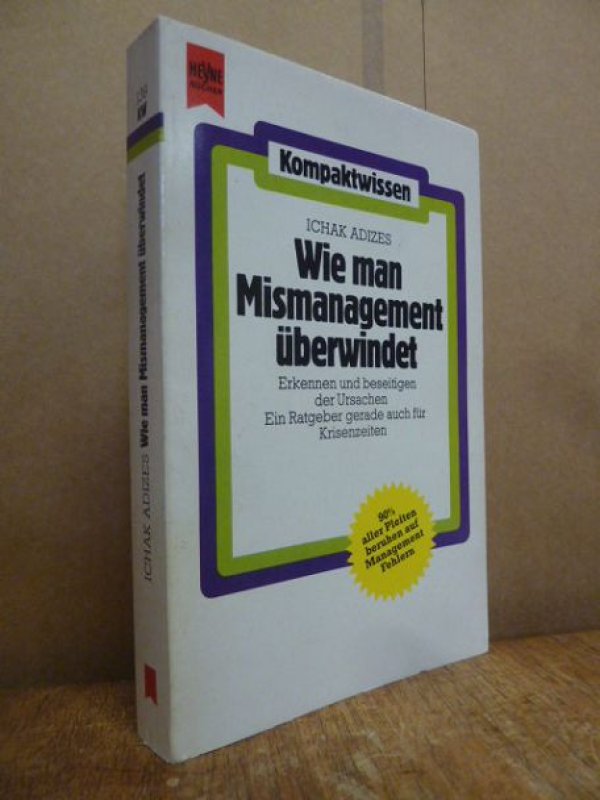 HEYNE
BÜCHER
Kompaktwissen
ICHAK ADIZES
Wie man
Mismanagement
überwindet
Erkennen und beseitigen
der Ursachen
Ein Ratgeber gerade auch für
Krisenzeiten
90%
aller Pleiten
beruhen auf
Management
Fehlern
ICHAK ADIZES Wie man Mismanagement überwindet